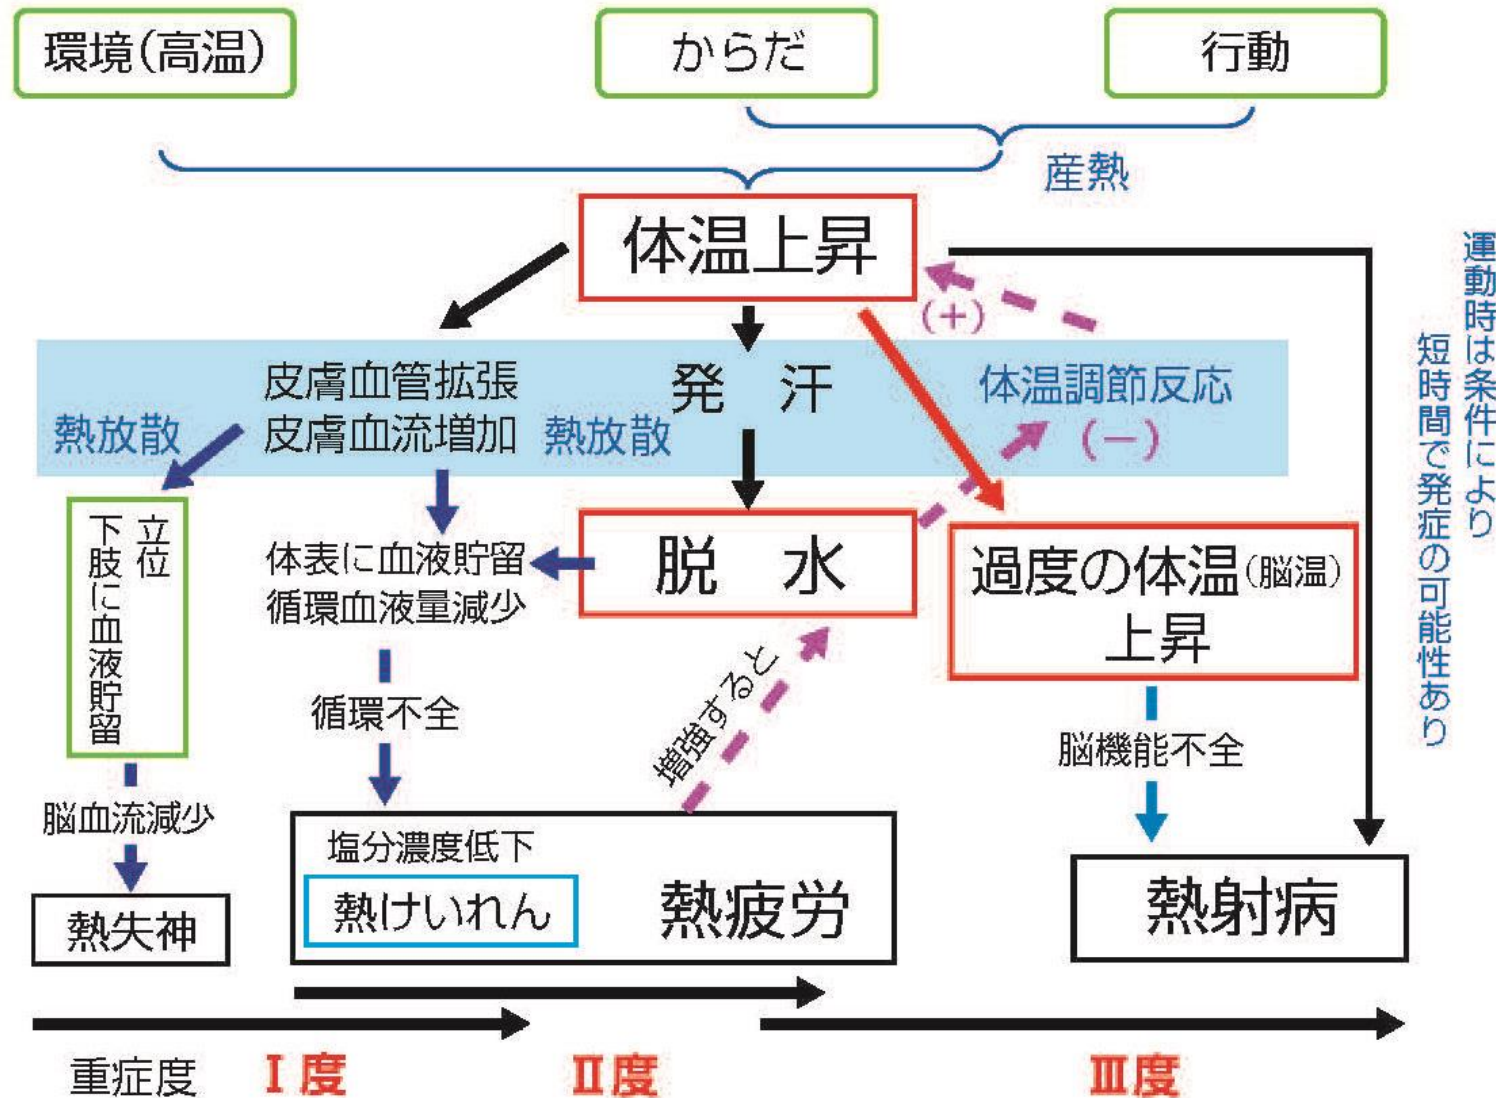 環境(高温)
からだ
行動
産熱
体温上昇
(+)
運動時は条件により
短時間で発症の可能性あり
皮膚血管拡張
皮膚血流増加
熱放散
熱放散
発　汗
体温調節反応
(−)
立位
下肢に血液貯留
体表に血液貯留
循環血液量減少
脱　水
過度の体温(脳温)
上昇
循環不全
増強すると
脳機能不全
脳血流減少
塩分濃度低下
熱けいれん
熱疲労
熱失神
熱射病
重症度
Ⅰ度
Ⅱ度
Ⅲ度